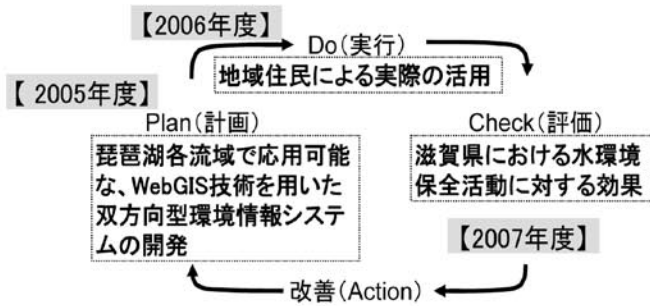 【2006年度】
Do(実行)
地域住民による実際の活用
【 2005年度】
Plan(計画)
琵琶湖各流域で応用可能
な、WebGIS技術を用いた
双方向型環境情報システ
ムの開発
Check(評価)
滋賀県における水環境
保全活動に対する効果
【2007年度】
改善(Action)